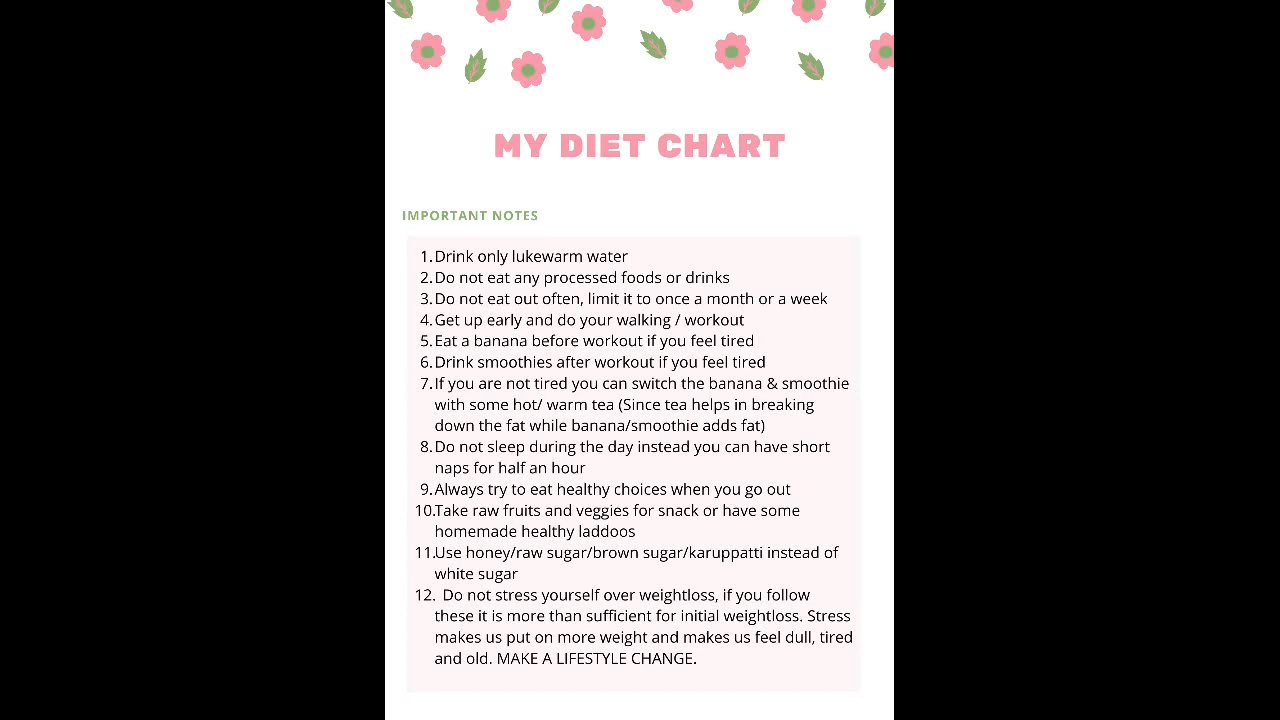 MY DIET CHART
IMPORTANT NOTES
1. Drink only lukewarm water
2. Do not eat any processed foods or drinks
3. Do not eat out often, limit it to once a month or a week
4. Get up early and do your walking / workout
5. Eat a banana before workout if you feel tired
6. Drink smoothies after workout if you feel tired
7. If you are not tired you can switch the banana & smoothie
with some hot/ warm tea (Since tea helps in breaking
down the fat while banana/smoothie adds fat)
8. Do not sleep during the day instead you can have short
naps for half an hour
9. Always try to eat healthy choices when you go out
10. Take raw fruits and veggies for snack or have some
homemade healthy laddoos
11. Use honey/raw sugar/brown sugar/karuppatti instead of
white sugar
12. Do not stress yourself over weightloss, if you follow
these it is more than sufficient for initial weightloss. Stress
makes us put on more weight and makes us feel dull, tired
and old. MAKE A LIFESTYLE CHANGE.